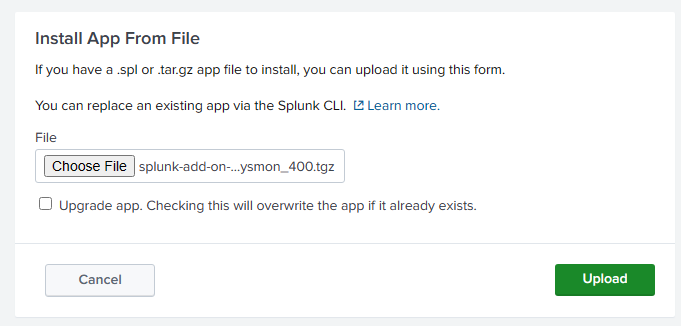 Install App From File
If you have a .spl or .tar.gz app file to install, you can upload it using this form.
You can replace an existing app via the Splunk CLI. Learn more.
File
Choose File splunk-add-on-...ysmon_400.tgz
Upgrade app. Checking this will overwrite the app if it already exists.
Cancel Upload